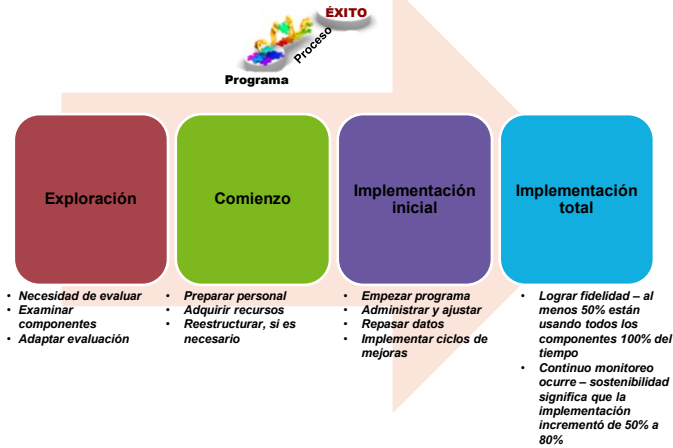 ÉXITO
Proceso
Programa
Exploración
Comienzo
Implementación
inicial
Implementación
total
• Necesidad de evaluar
• Examinar
componentes
• Adaptar evaluación
• Preparar personal
• Adquirir recursos
• Reestructurar, si es
necesario
• Empezar programa
• Administrar y ajustar
• Repasar datos
• Implementar ciclos de
mejoras
• Lograr fidelidad – al
menos 50% están
usando todos los
componentes 100% del
tiempo
• Continuo monitoreo
ocurre – sostenibilidad
significa que la
implementación
incrementó de 50% a
80%